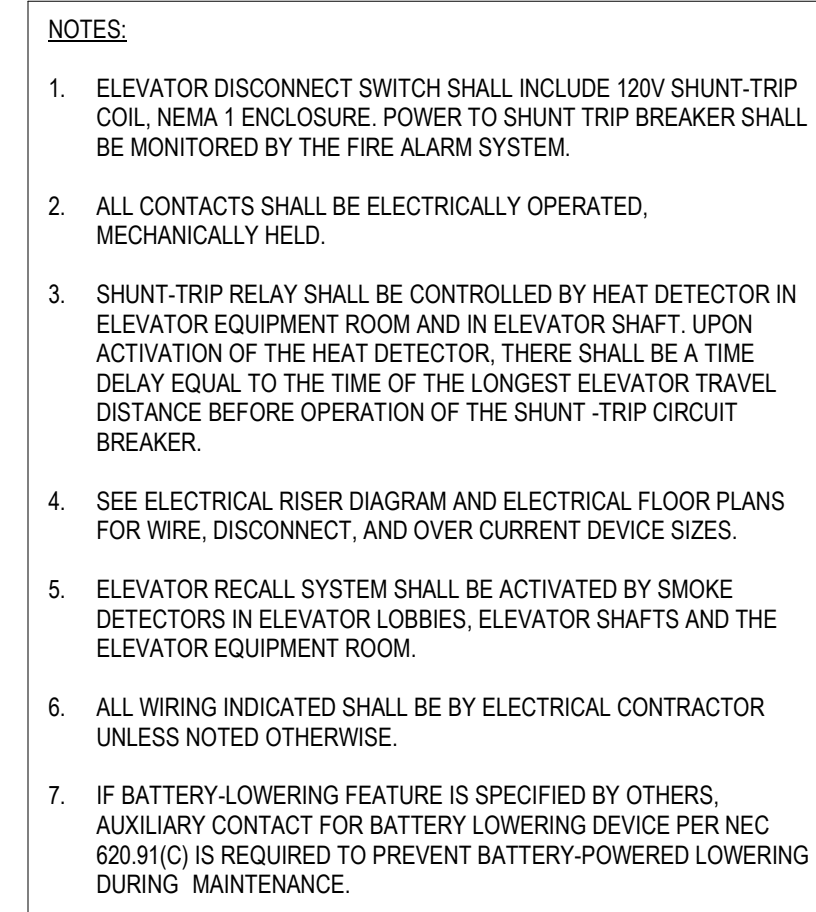 NOTES:
1. ELEVATOR DISCONNECT SWITCH SHALL INCLUDE 120V SHUNT-TRIP
COIL, NEMA 1 ENCLOSURE. POWER TO SHUNT TRIP BREAKER SHALL
BE MONITORED BY THE FIRE ALARM SYSTEM.
2. ALL CONTACTS SHALL BE ELECTRICALLY OPERATED,
MECHANICALLY HELD.
3. SHUNT-TRIP RELAY SHALL BE CONTROLLED BY HEAT DETECTOR IN
ELEVATOR EQUIPMENT ROOM AND IN ELEVATOR SHAFT. UPON
ACTIVATION OF THE HEAT DETECTOR, THERE SHALL BE A TIME
DELAY EQUAL TO THE TIME OF THE LONGEST ELEVATOR TRAVEL
DISTANCE BEFORE OPERATION OF THE SHUNT -TRIP CIRCUIT
BREAKER.
4. SEE ELECTRICAL RISER DIAGRAM AND ELECTRICAL FLOOR PLANS
FOR WIRE, DISCONNECT, AND OVER CURRENT DEVICE SIZES.
5. ELEVATOR RECALL SYSTEM SHALL BE ACTIVATED BY SMOKE
DETECTORS IN ELEVATOR LOBBIES, ELEVATOR SHAFTS AND THE
ELEVATOR EQUIPMENT ROOM.
6. ALL WIRING INDICATED SHALL BE BY ELECTRICAL CONTRACTOR
UNLESS NOTED OTHERWISE.
7. IF BATTERY-LOWERING FEATURE IS SPECIFIED BY OTHERS,
AUXILIARY CONTACT FOR BATTERY LOWERING DEVICE PER NEC
620.91(C) IS REQUIRED TO PREVENT BATTERY-POWERED LOWERING
DURING MAINTENANCE.